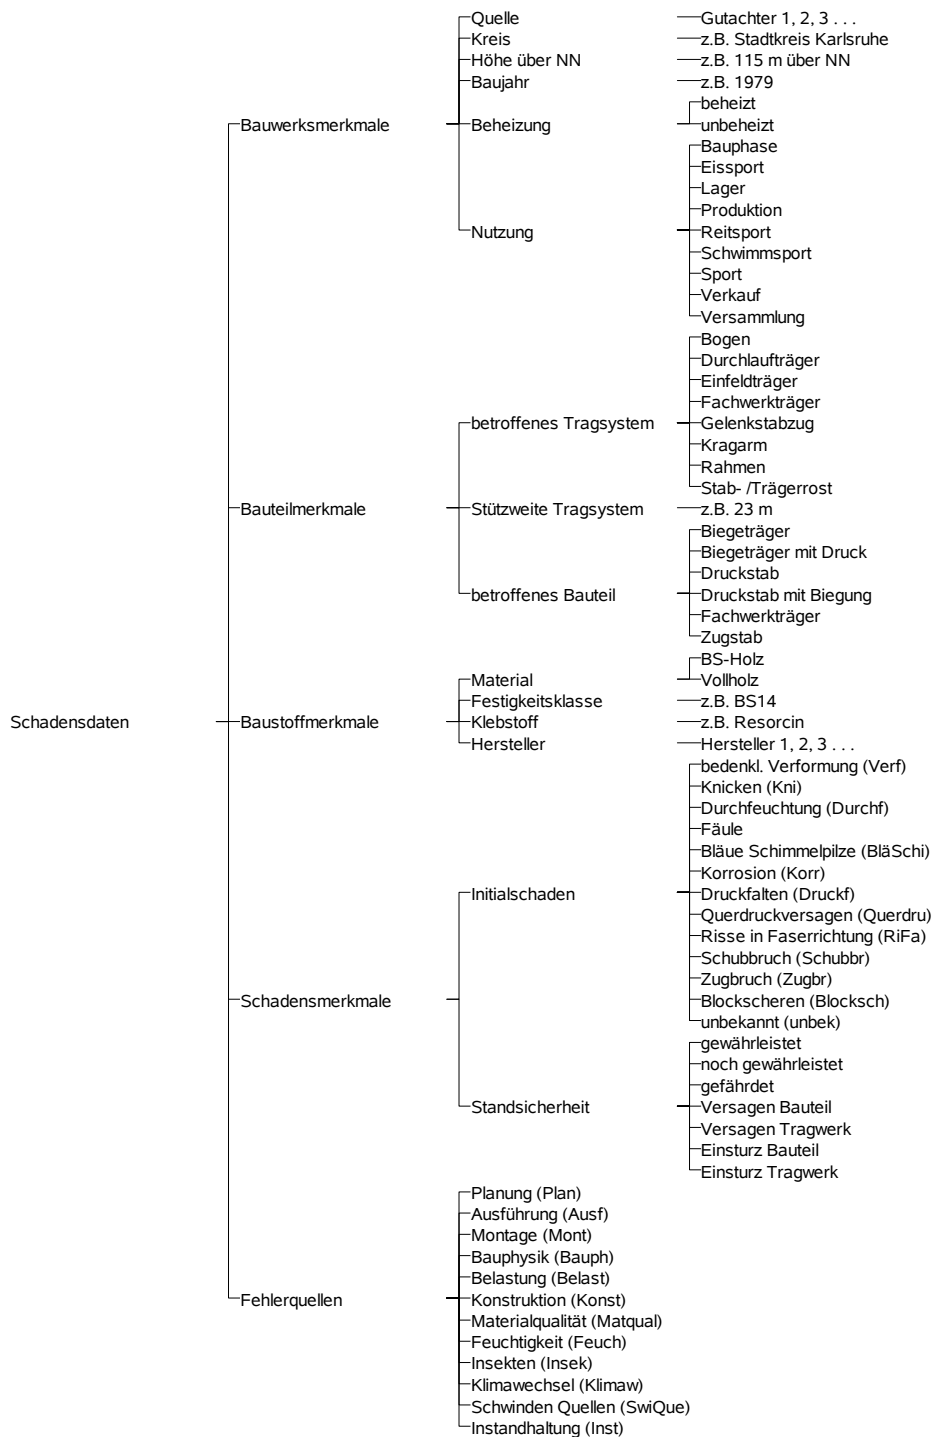 Quelle
Gutachter 1, 2, 3 . . .
Kreis
z.B. Stadtkreis Karlsruhe
Höhe über NN
z.B. 115 m über NN
Baujahr
z.B. 1979
beheizt
Bauwerksmerkmale
Beheizung
unbeheizt
Bauphase
Eissport
Lager
Produktion
Nutzung
Reitsport
Schwimmsport
Sport
Verkauf
Versammlung
Bogen
Durchlaufträger
Einfeldträger
Fachwerkträger
betroffenes Tragsystem
Gelenkstabzug
Kragarm
Rahmen
Stab- /Trägerrost
Bauteilmerkmale
Stützweite Tragsystem
z.B. 23 m
Biegeträger
Biegeträger mit Druck
Druckstab
betroffenes Bauteil
Druckstab mit Biegung
Fachwerkträger
Zugstab
BS-Holz
Material
Vollholz
Festigkeitsklasse
z.B. BS14
Schadensdaten
Baustoffmerkmale
Klebstoff
z.B. Resorcin
Hersteller
Hersteller 1, 2, 3 . . .
bedenkl. Verformung (Verf)
Knicken (Kni)
Durchfeuchtung (Durchf)
Fäule
Bläue Schimmelpilze (BläSchi)
Korrosion (Korr)
Initialschaden
Druckfalten (Druckf)
Querdruckversagen (Querdru)
Risse in Faserrichtung (RiFa)
Schubbruch (Schubbr)
Zugbruch (Zugbr)
Schadensmerkmale
Blockscheren (Blocksch)
unbekannt (unbek)
gewährleistet
noch gewährleistet
gefährdet
Standsicherheit
Versagen Bauteil
Versagen Tragwerk
Einsturz Bauteil
Einsturz Tragwerk
Planung (Plan)
Ausführung (Ausf)
Montage (Mont)
Bauphysik (Bauph)
Belastung (Belast)
Fehlerquellen
Konstruktion (Konst)
Materialqualität (Matqual)
Feuchtigkeit (Feuch)
Insekten (Insek)
Klimawechsel (Klimaw)
Schwinden Quellen (SwiQue)
Instandhaltung (Inst)